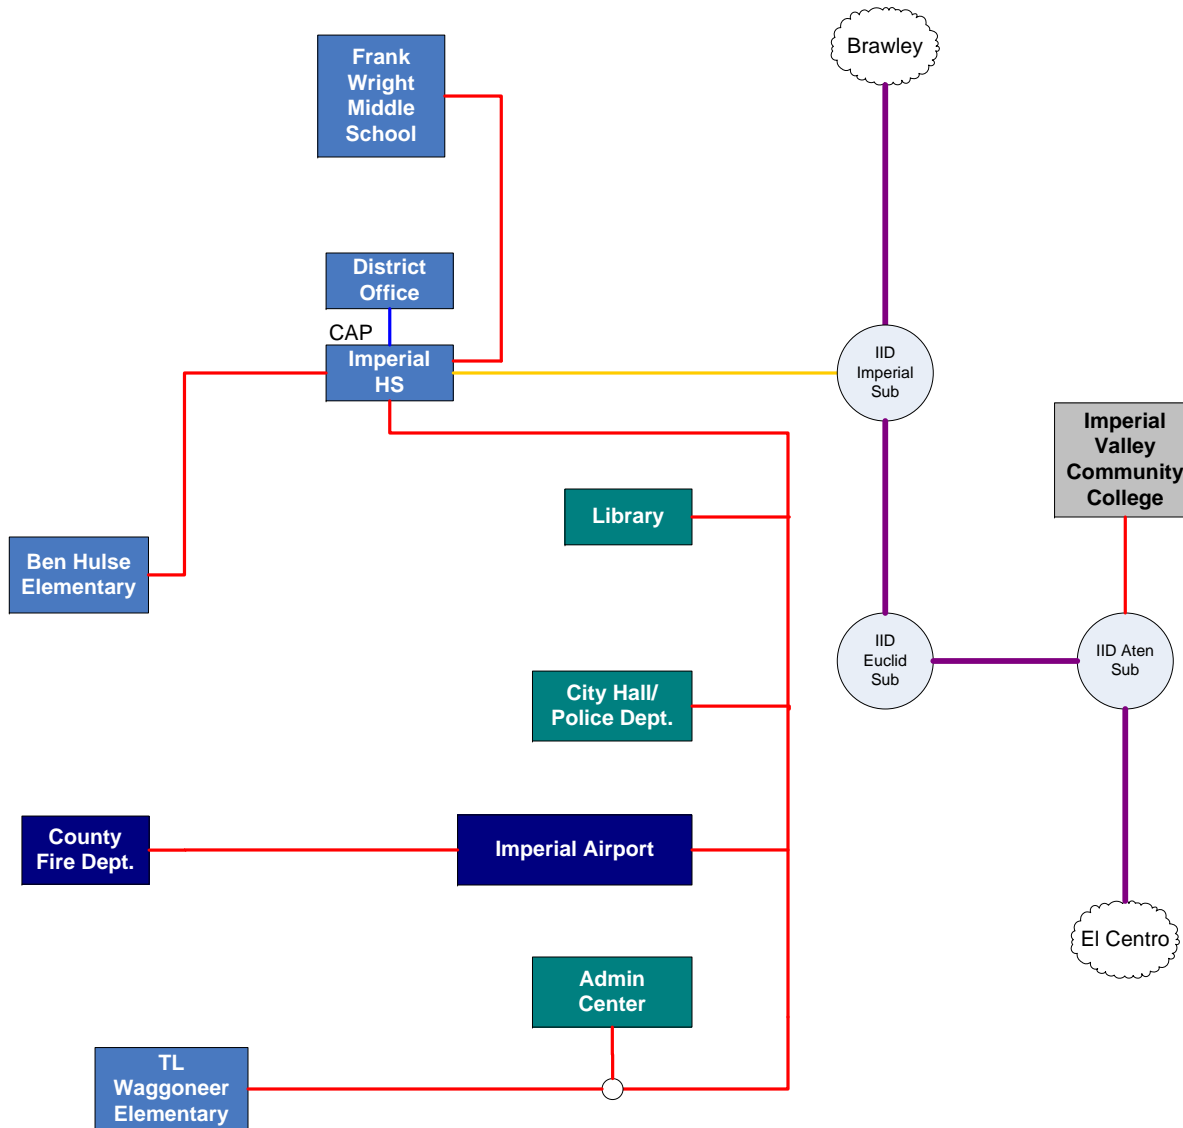 Frank
Wright
Middle
School
Brawley
District
Office
CAP
Imperial
HS
IID
Imperial
Sub
Imperial
Valley
Community
College
Library
Ben Hulse
Elementary
IID
Euclid
Sub
IID Aten
Sub
City Hall/
Police Dept.
County
Fire Dept.
Imperial Airport
El Centro
Admin
Center
TL
Waggoneer
Elementary